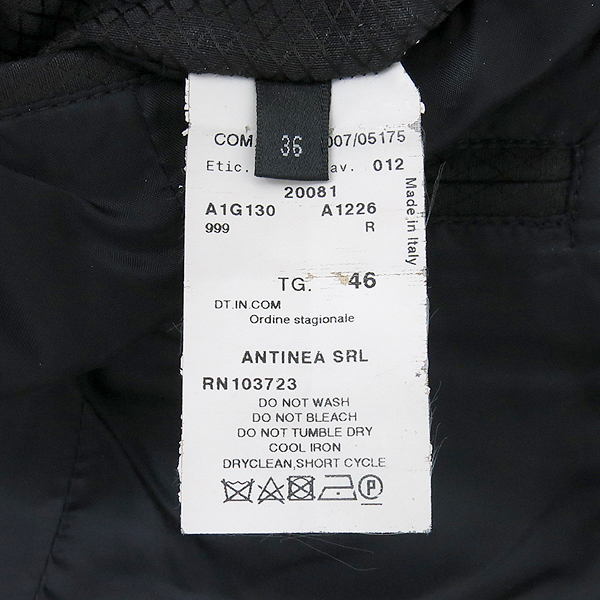 36
COM. 007/05175
Etic. av. 012
20081
A1G130 A1226
999 R
Made in Italy
TG. 46
DT.IN.COM
Ordine stagionale
ANTINEA SRL
RN103723
DO NOT WASH
DO NOT BLEACH
DO NOT TUMBLE DRY
COOL IRON
DRYCLEAN,SHORT CYCLE
P